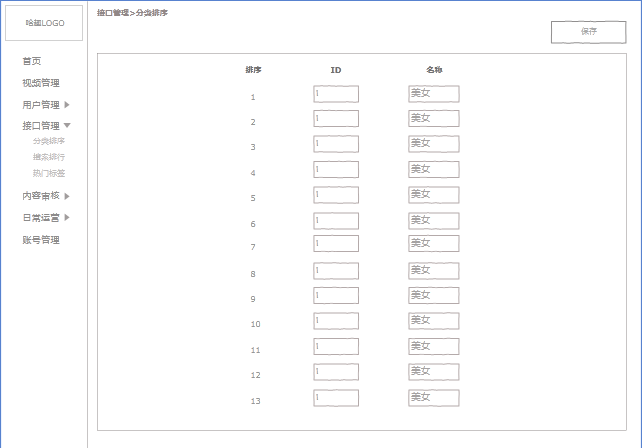 哈趣LOGO
接口管理>分类排序
保存
首页
视频管理
用户管理
接口管理
分类排序
搜索排行
热门标签
内容审核
日常运营
账号管理
排序 ID 名称
1 1 美女
2 1 美女
3 1 美女
4 1 美女
5 1 美女
6 1 美女
7 1 美女
8 1 美女
9 1 美女
10 1 美女
11 1 美女
12 1 美女
13 1 美女